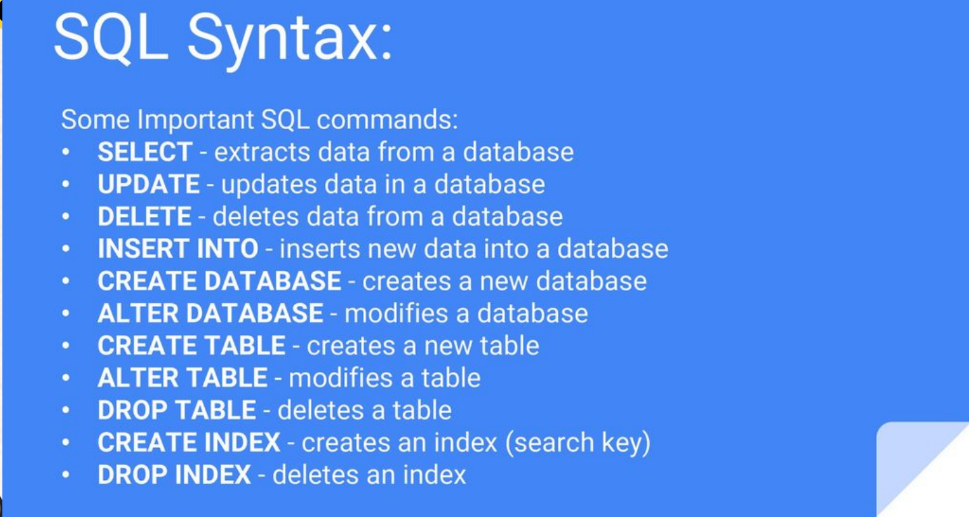 SQL Syntax:
Some Important SQL commands:
• SELECT - extracts data from a database
• UPDATE - updates data in a database
• DELETE - deletes data from a database
• INSERT INTO - inserts new data into a database
• CREATE DATABASE - creates a new database
• ALTER DATABASE - modifies a database
• CREATE TABLE - creates a new table
• ALTER TABLE - modifies a table
• DROP TABLE - deletes a table
• CREATE INDEX - creates an index (search key)
• DROP INDEX - deletes an index